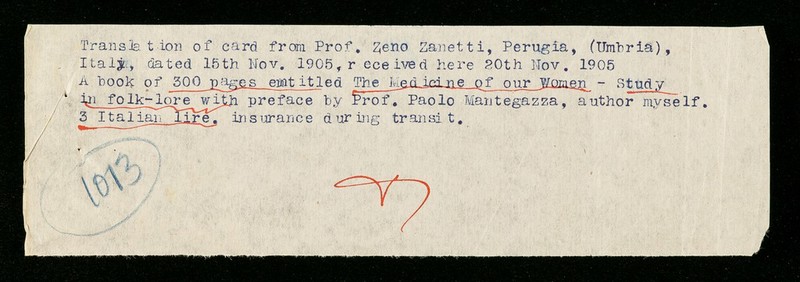 Translation of card from Prof. Zeno Zanetti, Perugia, (Umbria),
Italy, dated 15th Nov. 1905, r cceived here 20th Nov. 1905
A book of 300 pages emtitled The Medicine of our Women - Study
in folk-lore with preface by Prof. Paolo Mantegazza, author myself.
3 Italian lire. insurance during transit.
1013